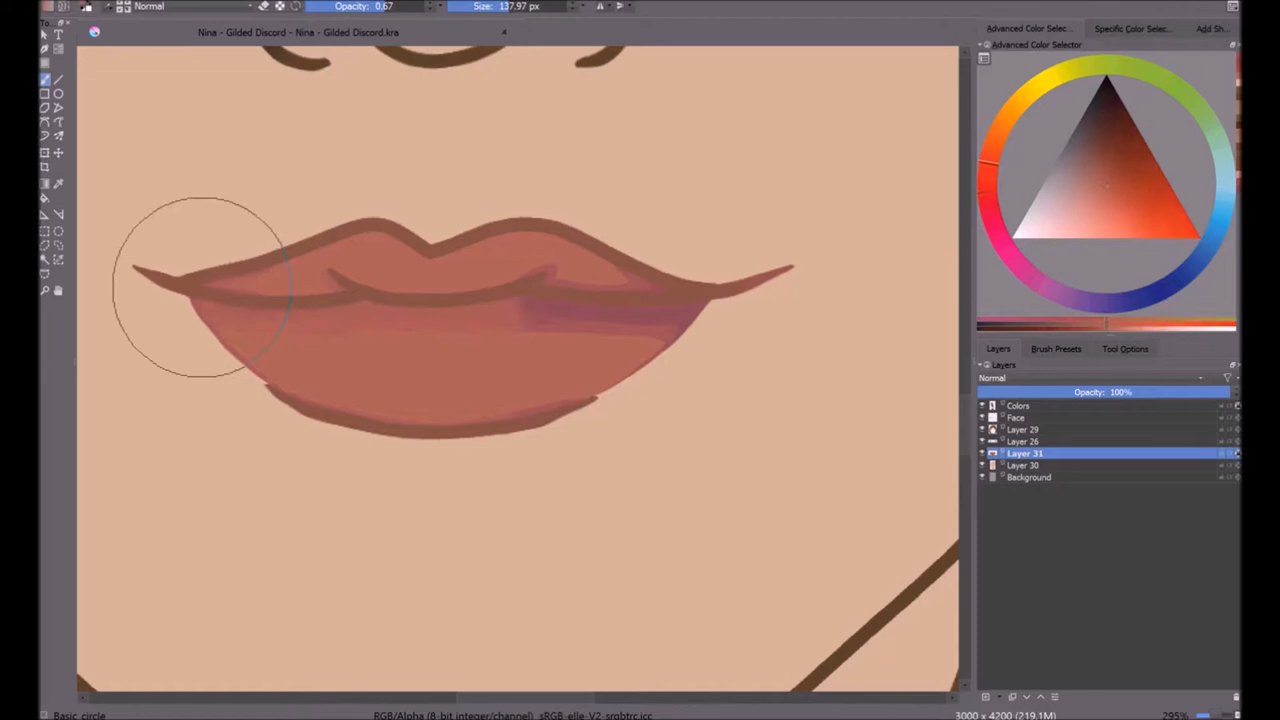 Normal
Opacity: 0.67
Size: 137.97 px
To...
Nina - Gilded Discord - Nina - Gilded Discord.kra
x
Advanced Color Selec...
Specific Color Selec...
Add Sh...
Advanced Color Selector
Layers
Brush Presets
Tool Options
Layers
Normal
Opacity: 100%
Colors
Face
Layer 29
Layer 26
Layer 31
Layer 30
Background
Basic_circle
RGB/Alpha (8-bit integer/channel) sRGB-elle-V2-srgbtrc.icc
3000 x 4200 (219.1M)
295%